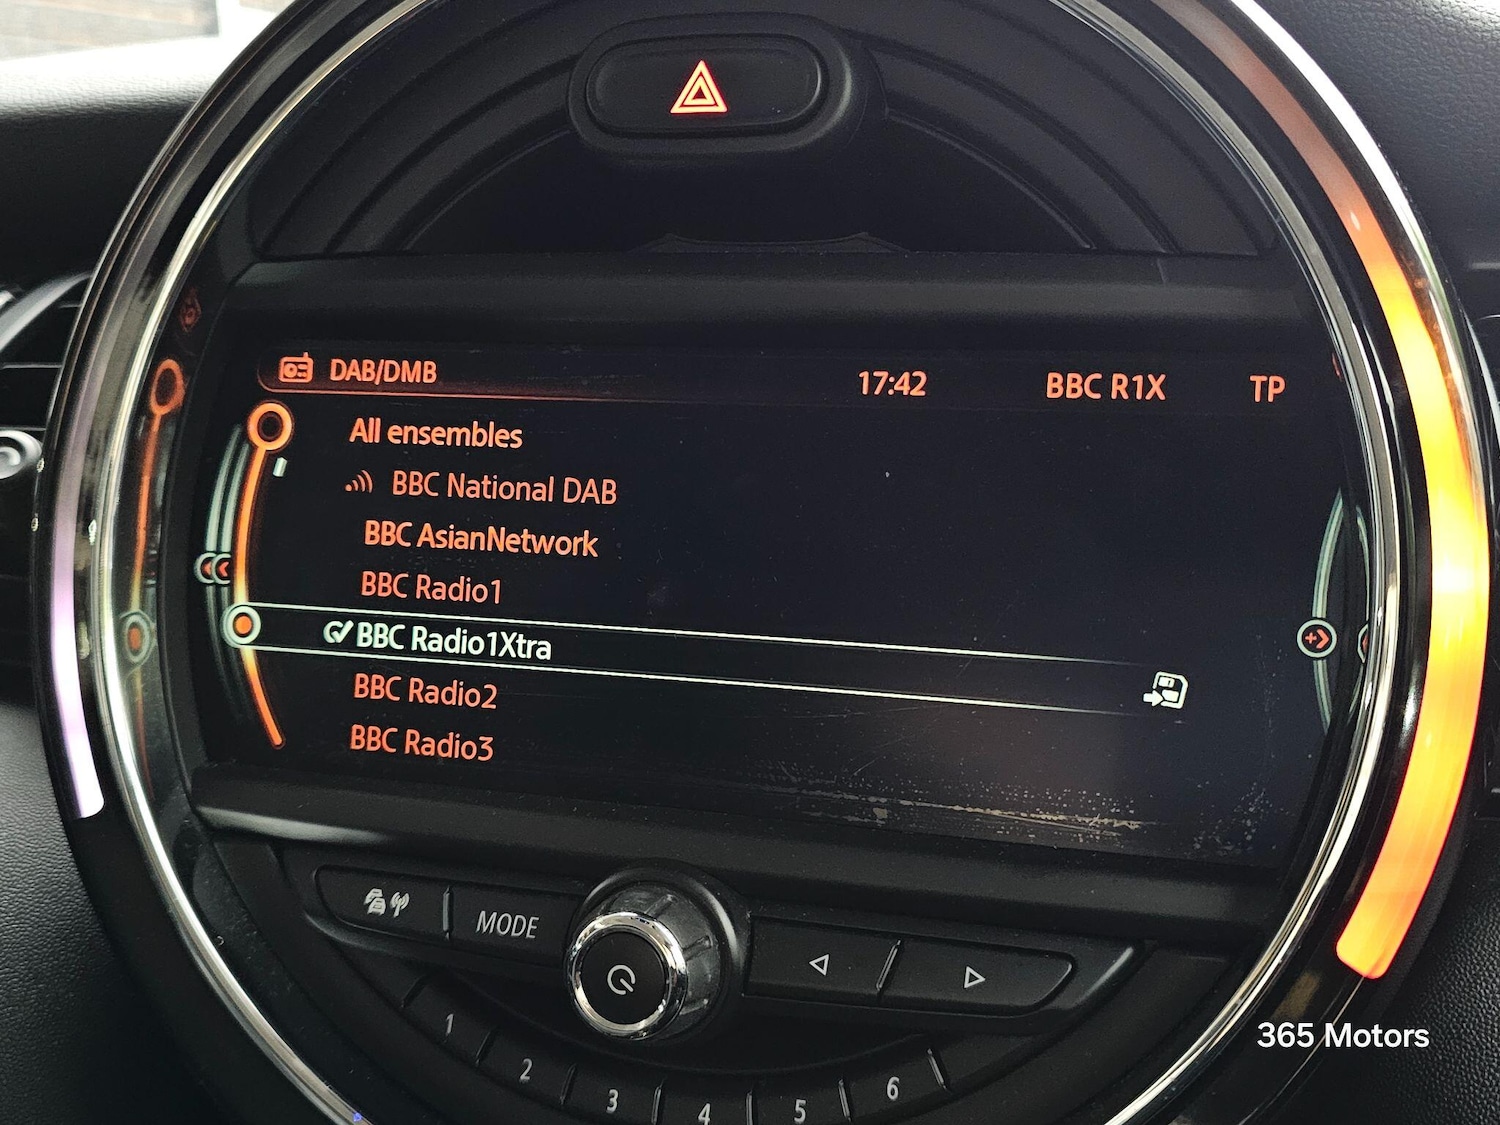 DAB/DMB 17:42 BBC R1X TP
All ensembles
BBC National DAB
BBC AsianNetwork
BBC Radio1
BBC Radio1Xtra
BBC Radio2
BBC Radio3
MODE
1
2
3
4
5
6
365 Motors